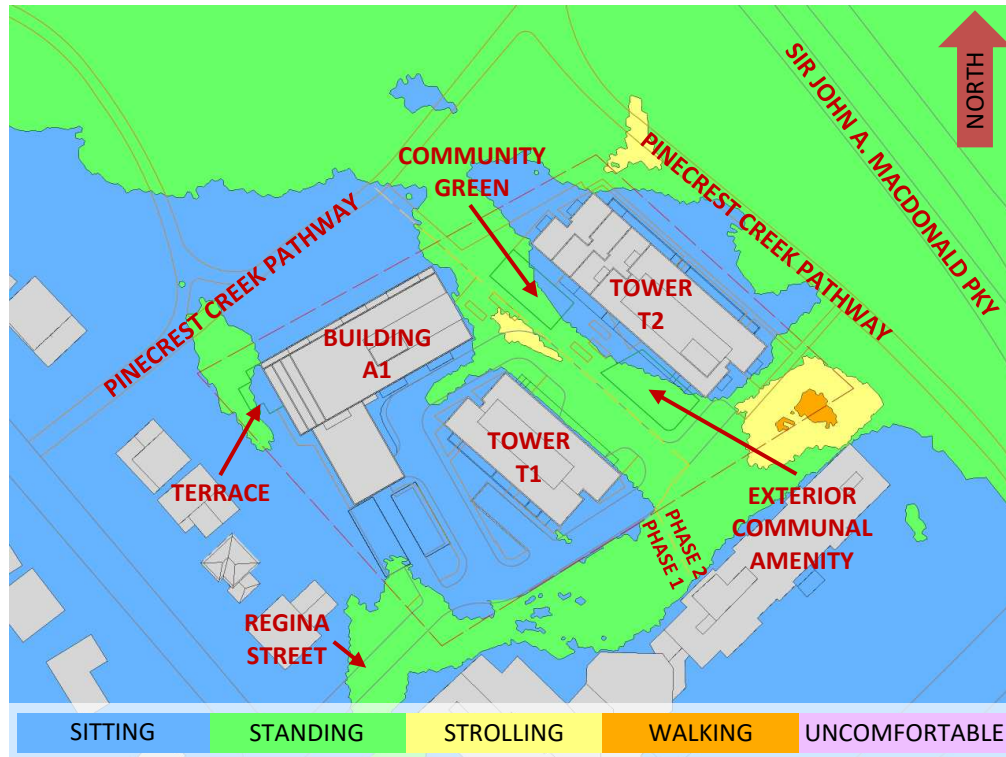 NORTH
SIR JOHN A. MACDONALD PKY
COMMUNITY
GREEN
PINECREST CREEK PATHWAY
PINECREST CREEK PATHWAY
TOWER
T2
BUILDING
A1
TOWER
T1
TERRACE
EXTERIOR
COMMUNAL
AMENITY
PHASE 2
PHASE 1
REGINA
STREET
SITTING
STANDING
STROLLING
WALKING
UNCOMFORTABLE